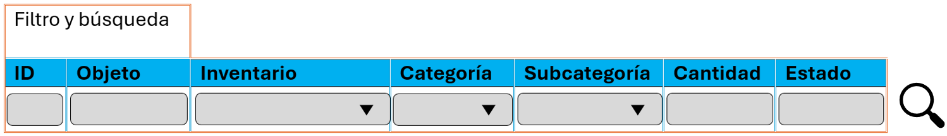 Filtro y búsqueda
ID Objeto Inventario Categoría Subcategoría Cantidad Estado